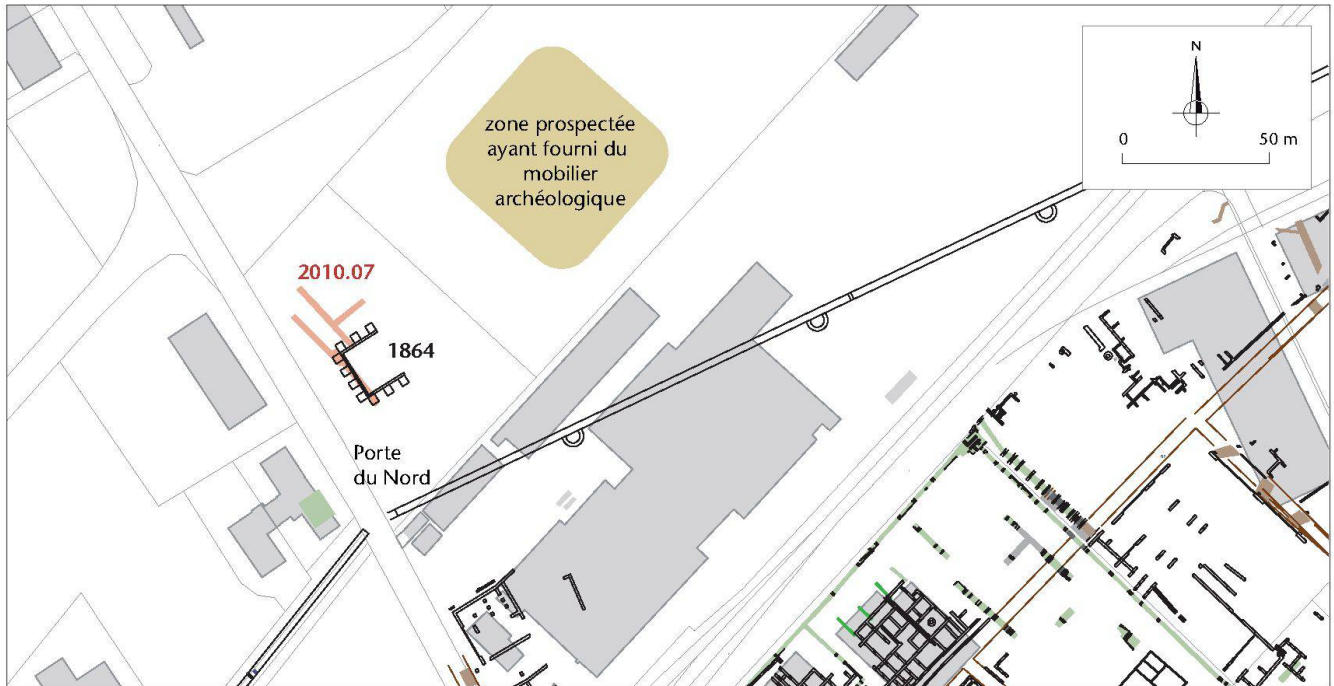 N
0 50 m
zone prospectée
ayant fourni du
mobilier
archéologique
2010.07
1864
Porte
du Nord